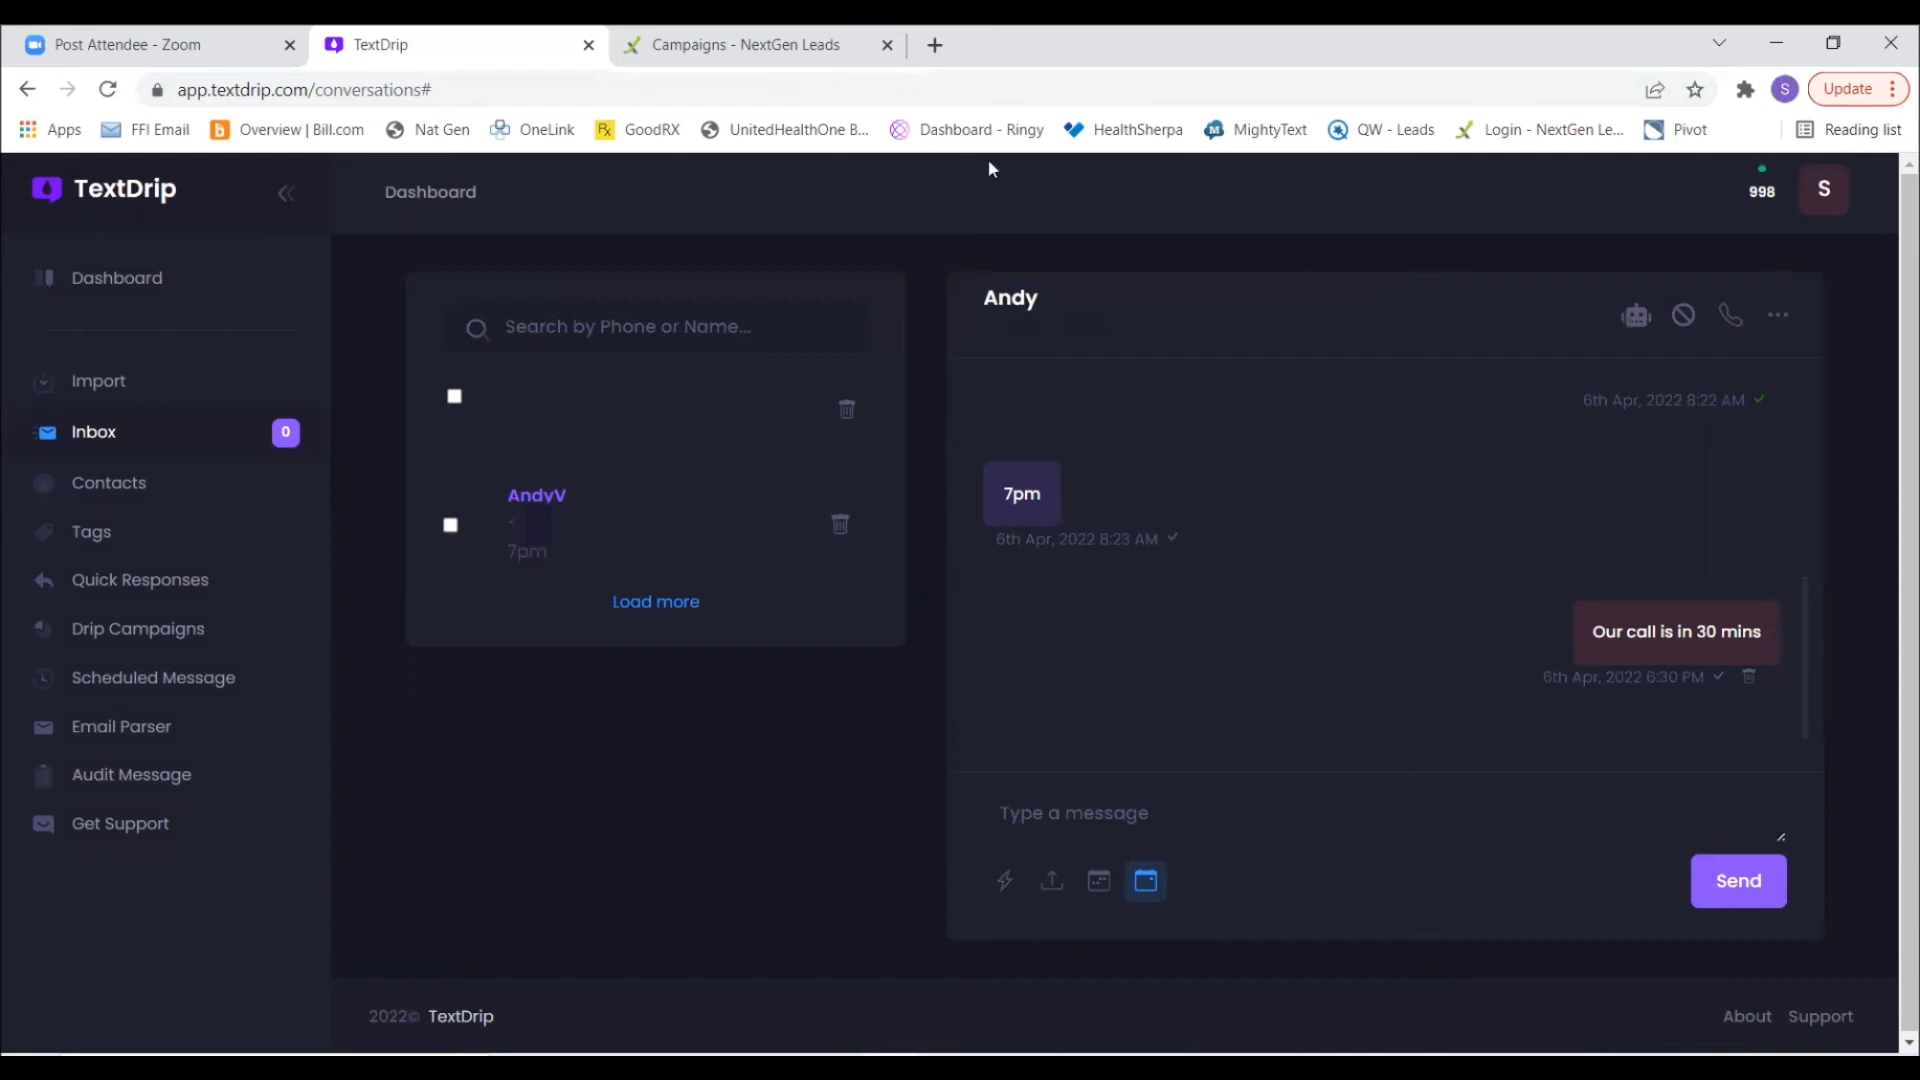 Post Attendee - Zoom
TextDrip
Campaigns - NextGen Leads
app.textdrip.com/conversations#
S
Update
Apps
FFI Email
Overview | Bill.com
Nat Gen
OneLink
GoodRX
UnitedHealthOne B...
Dashboard - Ringy
HealthSherpa
MightyText
QW - Leads
Login - NextGen Le...
Pivot
Reading list
TextDrip
Dashboard
998
S
Dashboard
Import
Inbox
0
Contacts
Tags
Quick Responses
Drip Campaigns
Scheduled Message
Email Parser
Audit Message
Get Support
Search by Phone or Name...
AndyV
7pm
Load more
Andy
6th Apr, 2022 8:22 AM
7pm
6th Apr, 2022 8:23 AM
Our call is in 30 mins
6th Apr, 2022 6:30 PM
Type a message
Send
2022© TextDrip
About
Support